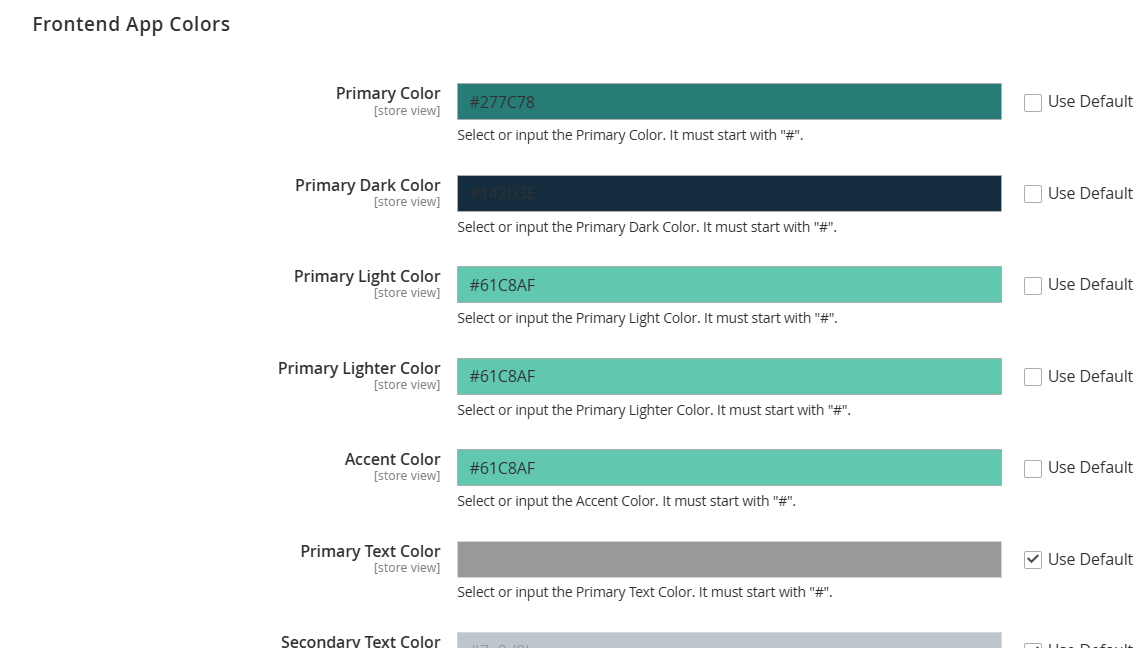 Frontend App Colors
Primary Color
#277C78
Use Default
[store view]
Select or input the Primary Color. It must start with "#".
Primary Dark Color
#142D3E
Use Default
[store view]
Select or input the Primary Dark Color. It must start with "#".
Primary Light Color
#61C8AF
Use Default
[store view]
Select or input the Primary Light Color. It must start with "#".
Primary Lighter Color
#61C8AF
Use Default
[store view]
Select or input the Primary Lighter Color. It must start with "#".
Accent Color
#61C8AF
Use Default
[store view]
Select or input the Accent Color. It must start with "#".
Primary Text Color
Use Default
[store view]
Select or input the Primary Text Color. It must start with "#".
Secondary Text Color
Use Default